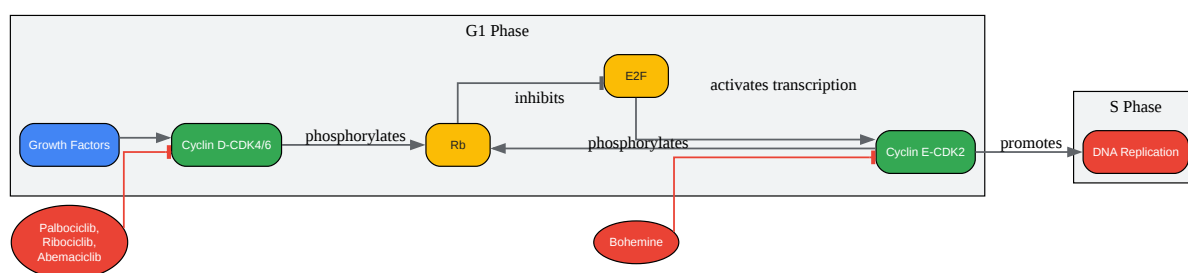 G1 Phase
E2F
activates transcription
inhibits
S Phase
Growth Factors
Cyclin D-CDK4/6
phosphorylates
Rb
phosphorylates
Cyclin E-CDK2
promotes
DNA Replication
Palbociclib,
Ribociclib,
Abemaciclib
Bohemine